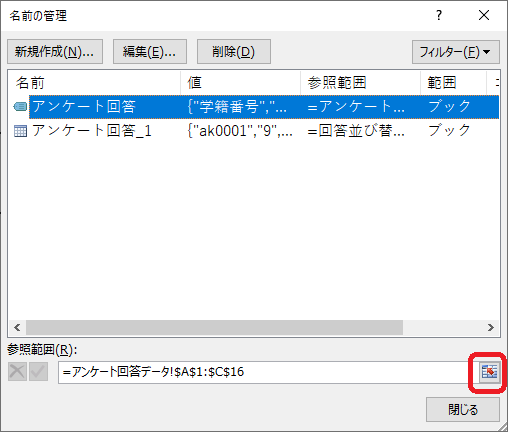 名前の管理
新規作成(N)... 編集(E)... 削除(D) フィルター(F)
名前 値 参照範囲 範囲
アンケート回答 {"学籍番号","... =アンケート... ブック
アンケート回答_1 {"ak0001","9",... =回答並び替... ブック
参照範囲(R):
=アンケート回答データ!$A$1:$C$16
閉じる